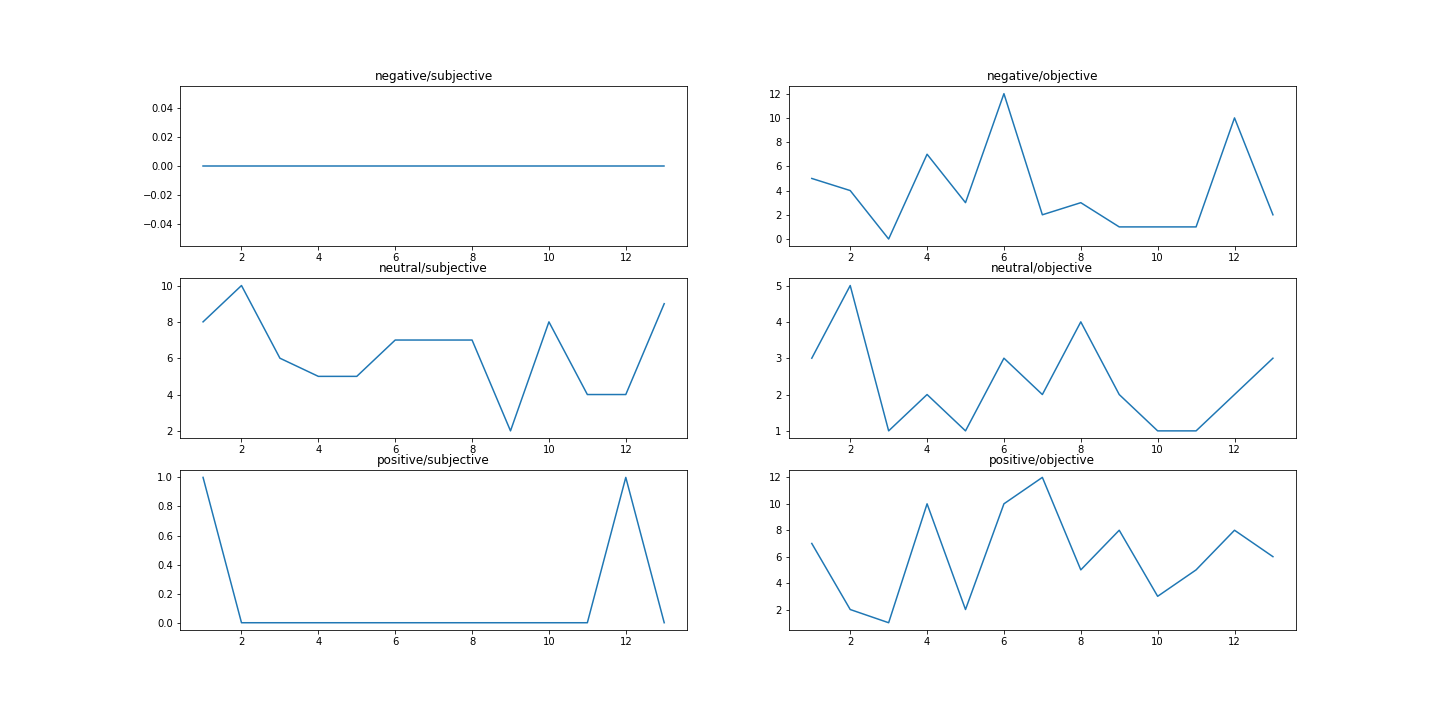 negative/subjective
0.04
0.02
0.00
−0.02
−0.04
2 4 6 8 10 12
negative/objective
12
10
8
6
4
2
0
2 4 6 8 10 12
neutral/subjective
10
8
6
4
2
2 4 6 8 10 12
neutral/objective
5
4
3
2
1
2 4 6 8 10 12
positive/subjective
1.0
0.8
0.6
0.4
0.2
0.0
2 4 6 8 10 12
positive/objective
12
10
8
6
4
2
2 4 6 8 10 12